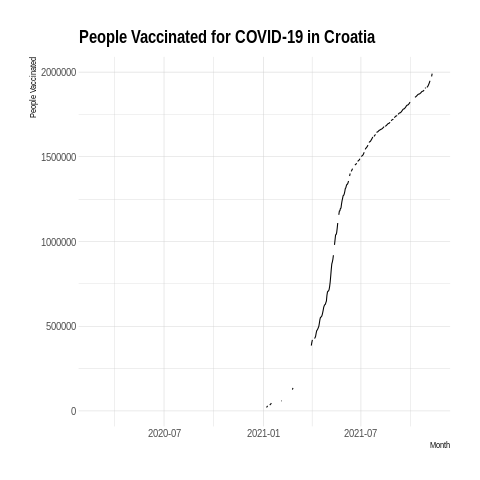 People Vaccinated for COVID-19 in Croatia
People Vaccinated
2000000
1500000
1000000
500000
0
2020-07
2021-01
2021-07
Month